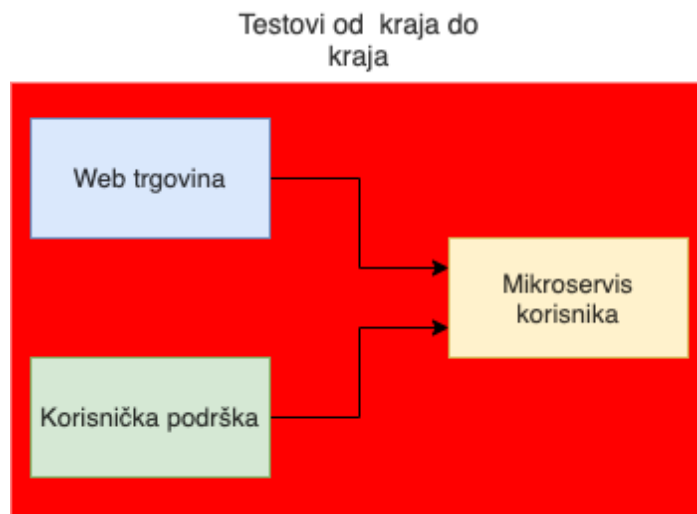 Testovi od kraja do
kraja
Web trgovina
Mikroservis
korisnika
Korisnička podrška